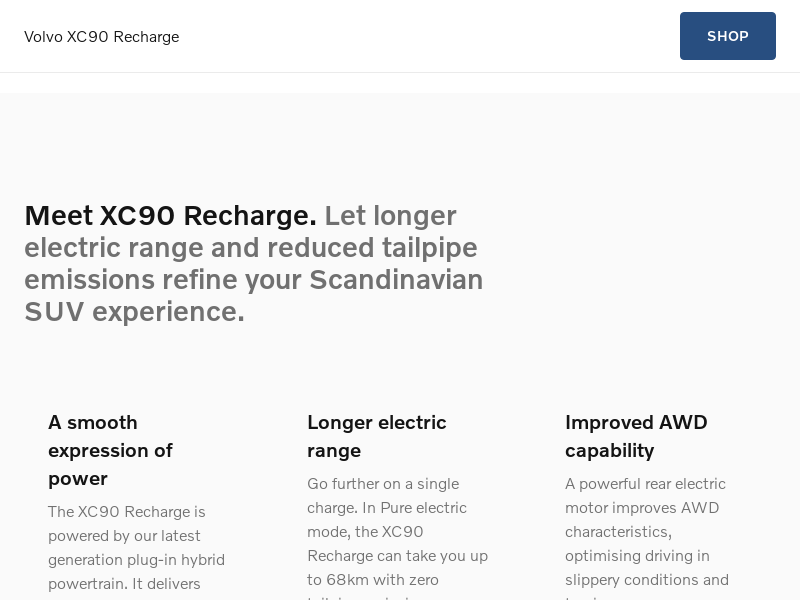 Volvo XC90 Recharge
SHOP
Meet XC90 Recharge. Let longer
electric range and reduced tailpipe
emissions refine your Scandinavian
SUV experience.
A smooth
expression of
power
The XC90 Recharge is
powered by our latest
generation plug-in hybrid
powertrain. It delivers
Longer electric
range
Go further on a single
charge. In Pure electric
mode, the XC90
Recharge can take you up
to 68km with zero
Improved AWD
capability
A powerful rear electric
motor improves AWD
characteristics,
optimising driving in
slippery conditions and